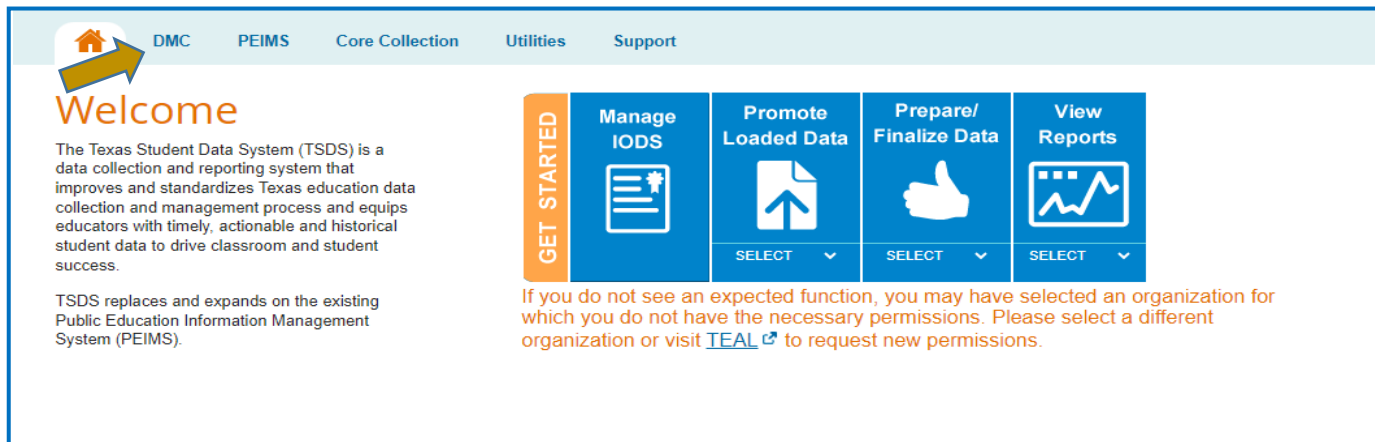 DMC PEIMS Core Collection Utilities Support
Welcome
The Texas Student Data System (TSDS) is a
data collection and reporting system that
improves and standardizes Texas education data
collection and management process and equips
educators with timely, actionable and historical
student data to drive classroom and student
success.
TSDS replaces and expands on the existing
Public Education Information Management
System (PEIMS).
GET STARTED
Manage
IODS
Promote
Loaded Data
SELECT
Prepare/
Finalize Data
SELECT
View
Reports
SELECT
If you do not see an expected function, you may have selected an organization for
which you do not have the necessary permissions. Please select a different
organization or visit TEAL to request new permissions.